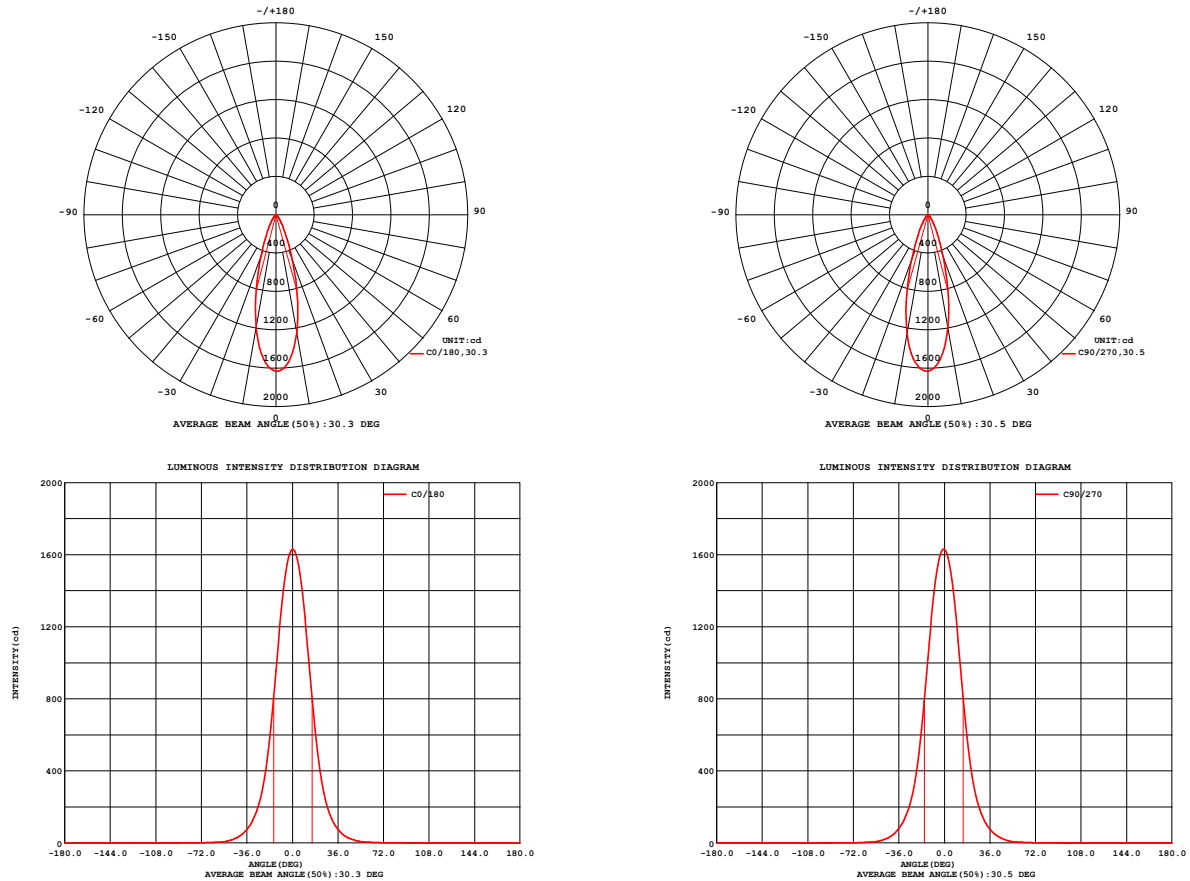 -/+180
-150
150
-120
120
-90
90
-60
60
-30
30
0
400
800
1200
1600
2000
0
UNIT:cd
C0/180,30.3
AVERAGE BEAM ANGLE(50%):30.3 DEG
-/+180
-150
150
-120
120
-90
90
-60
60
-30
30
0
400
800
1200
1600
2000
0
UNIT:cd
C90/270,30.5
AVERAGE BEAM ANGLE(50%):30.5 DEG
LUMINOUS INTENSITY DISTRIBUTION DIAGRAM
C0/180
INTENSITY(cd)
2000
1600
1200
800
400
0
-180.0 -144.0 -108.0 -72.0 -36.0 0.0 36.0 72.0 108.0 144.0 180.0
ANGLE(DEG)
AVERAGE BEAM ANGLE(50%):30.3 DEG
LUMINOUS INTENSITY DISTRIBUTION DIAGRAM
C90/270
INTENSITY(cd)
2000
1600
1200
800
400
0
-180.0 -144.0 -108.0 -72.0 -36.0 0.0 36.0 72.0 108.0 144.0 180.0
ANGLE(DEG)
AVERAGE BEAM ANGLE(50%):30.5 DEG